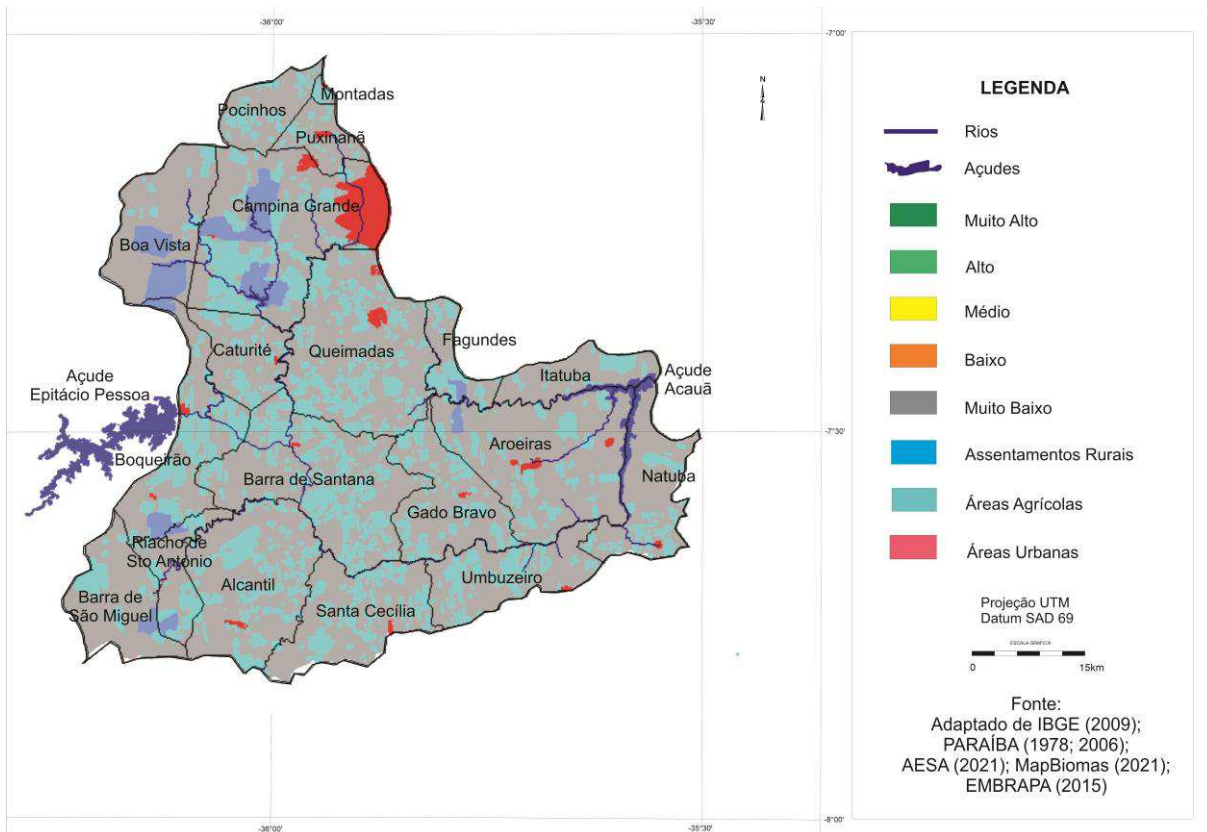 -36°00'
-35°30'
-7°00'
N
Montadas
Pocinhos
Puxinanã
Campina Grande
Boa Vista
Fagundes
Caturité
Queimadas
Itatuba
Açude
Acauã
Açude
Epitácio Pessoa
-7°30'
Aroeiras
Boqueirão
Natuba
Barra de Santana
Gado Bravo
Riacho de
Sto Antônio
Umbuzeiro
Alcantil
Barra de
São Miguel
Santa Cecília
-36°00'
-35°30'
-8°00'
LEGENDA
Rios
Açudes
Muito Alto
Alto
Médio
Baixo
Muito Baixo
Assentamentos Rurais
Áreas Agrícolas
Áreas Urbanas
Projeção UTM
Datum SAD 69
ESCALA GRAFICA
0 15km
Fonte:
Adaptado de IBGE (2009);
PARAÍBA (1978; 2006);
AESA (2021); MapBiomas (2021);
EMBRAPA (2015)